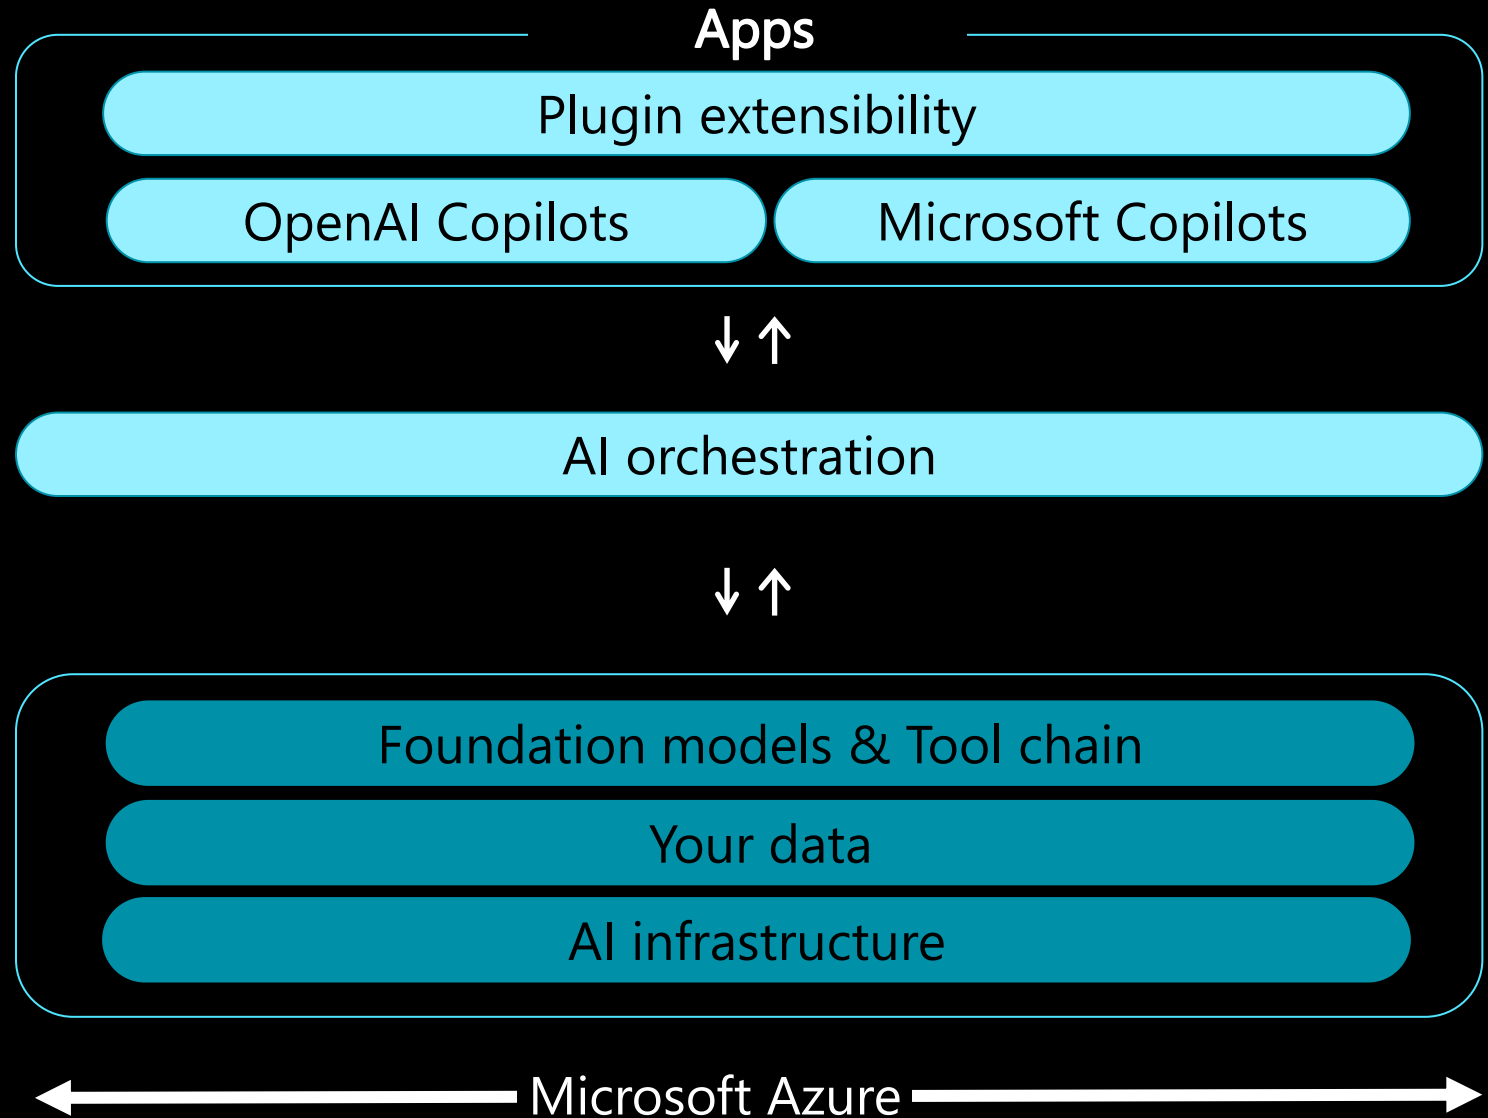 Apps
Plugin extensibility
OpenAI Copilots
Microsoft Copilots
AI orchestration
Foundation models & Tool chain
Your data
AI infrastructure
Microsoft Azure